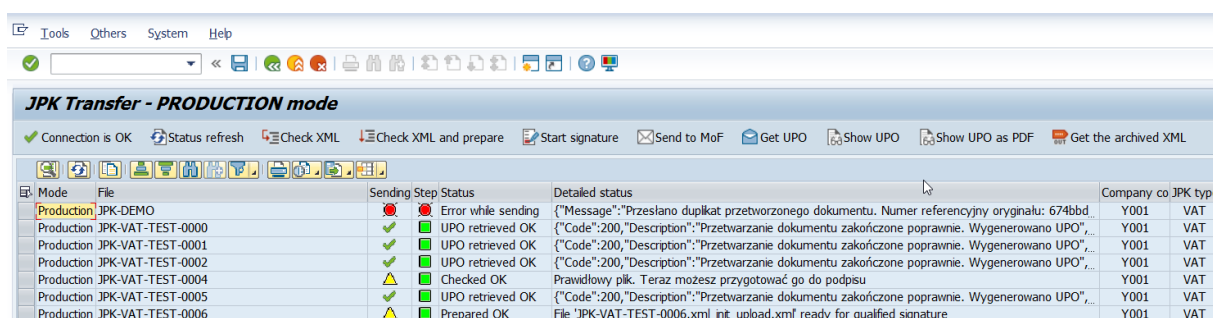 Tools Others System Help
JPK Transfer - PRODUCTION mode
Connection is OK Status refresh Check XML Check XML and prepare Start signature Send to MoF Get UPO Show UPO Show UPO as PDF Get the archived XML
Mode File Sending Step Status Detailed status Company co JPK typ
Production JPK-DEMO Error while sending {"Message":"Przesłano duplikat przetworzonego dokumentu. Numer referencyjny oryginału: 674bbd... Y001 VAT
Production JPK-VAT-TEST-0000 UPO retrieved OK {"Code":200,"Description":"Przetwarzanie dokumentu zakończone poprawnie. Wygenerowano UPO",... Y001 VAT
Production JPK-VAT-TEST-0001 UPO retrieved OK {"Code":200,"Description":"Przetwarzanie dokumentu zakończone poprawnie. Wygenerowano UPO",... Y001 VAT
Production JPK-VAT-TEST-0002 UPO retrieved OK {"Code":200,"Description":"Przetwarzanie dokumentu zakończone poprawnie. Wygenerowano UPO",... Y001 VAT
Production JPK-VAT-TEST-0004 Checked OK Prawidłowy plik. Teraz możesz przygotować go do podpisu Y001 VAT
Production JPK-VAT-TEST-0005 UPO retrieved OK {"Code":200,"Description":"Przetwarzanie dokumentu zakończone poprawnie. Wygenerowano UPO",... Y001 VAT
Production JPK-VAT-TEST-0006 Prepared OK File 'JPK-VAT-TEST-0006.xml_init_upload.xml' ready for qualified signature Y001 VAT